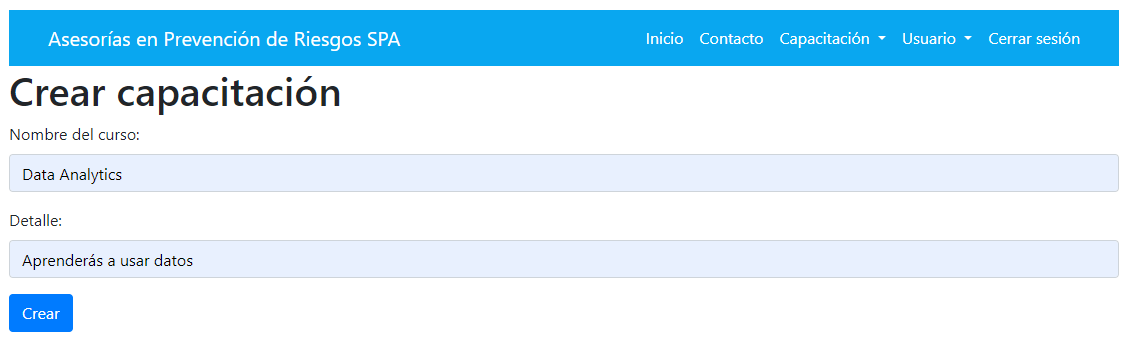 Asesorías en Prevención de Riesgos SPA Inicio Contacto Capacitación Usuario Cerrar sesión
Crear capacitación
Nombre del curso:
Data Analytics
Detalle:
Aprenderás a usar datos
Crear